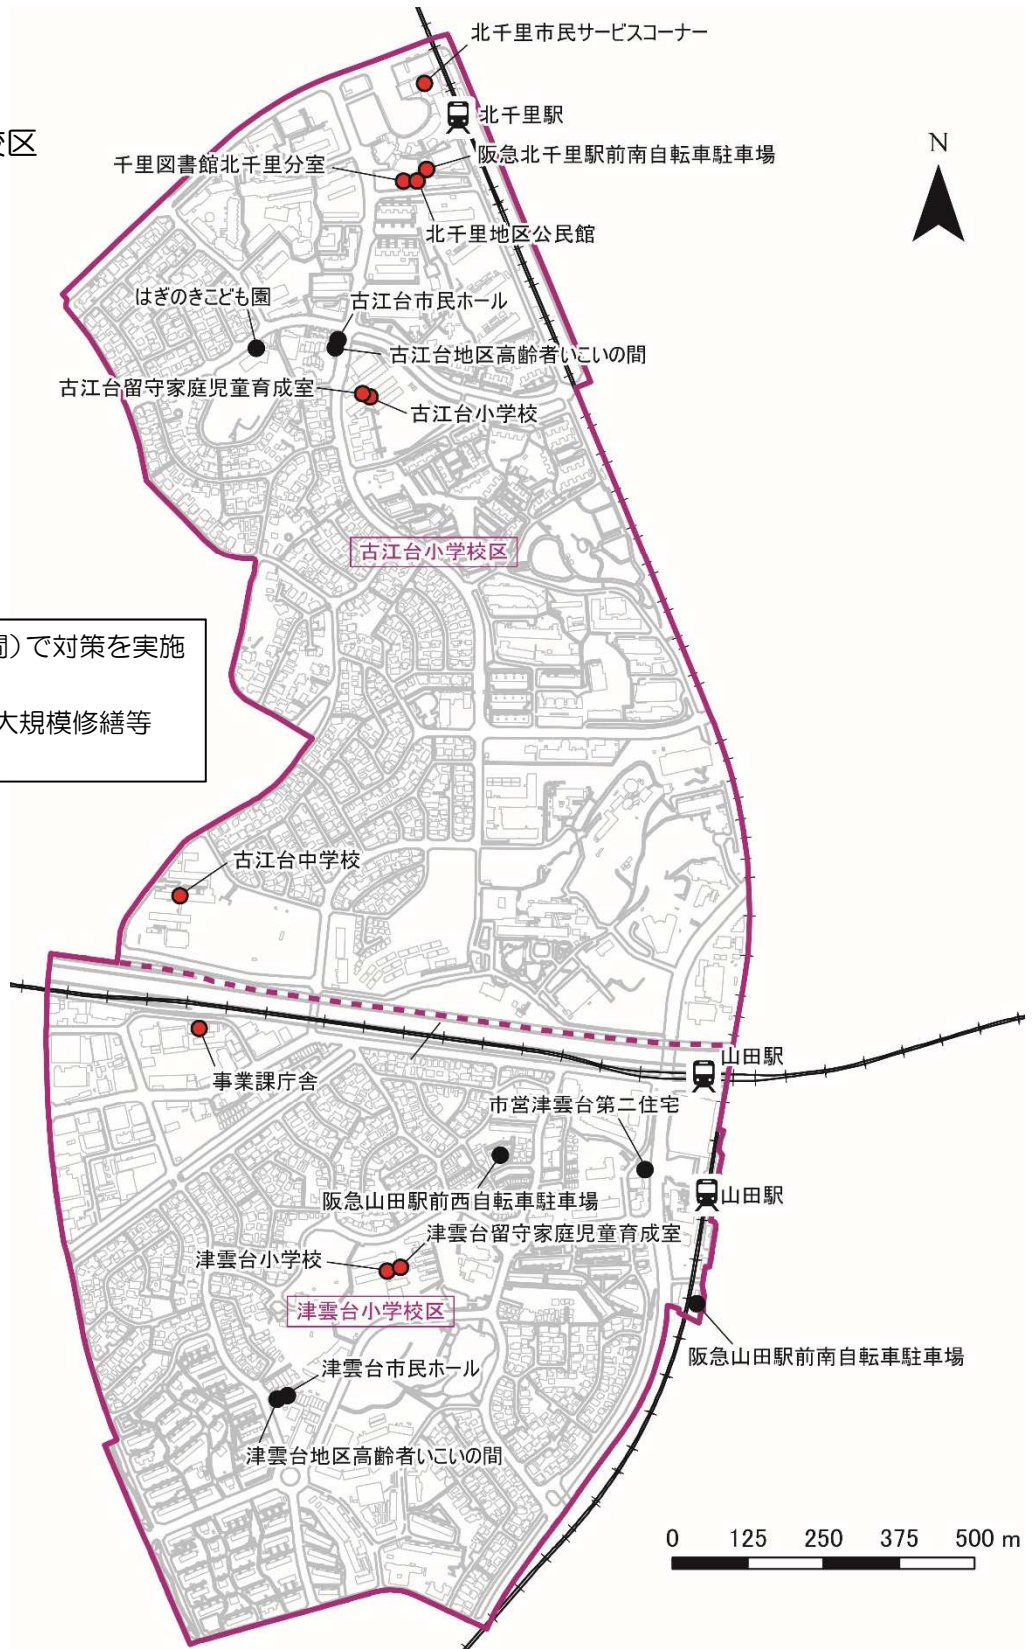 北千里市民サービスコーナー
北千里駅
校区
N
阪急北千里駅前南自転車駐車場
千里図書館北千里分室
北千里地区公民館
はぎのきこども園
古江台市民ホール
古江台地区高齢者いこいの間
古江台留守家庭児童育成室
古江台小学校
古江台小学校区
間)で対策を実施
大規模修繕等
古江台中学校
山田駅
事業課庁舎
市営津雲台第二住宅
阪急山田駅前西自転車駐車場
山田駅
津雲台留守家庭児童育成室
津雲台小学校
津雲台小学校区
阪急山田駅前南自転車駐車場
津雲台市民ホール
津雲台地区高齢者いこいの間
0 125 250 375 500 m